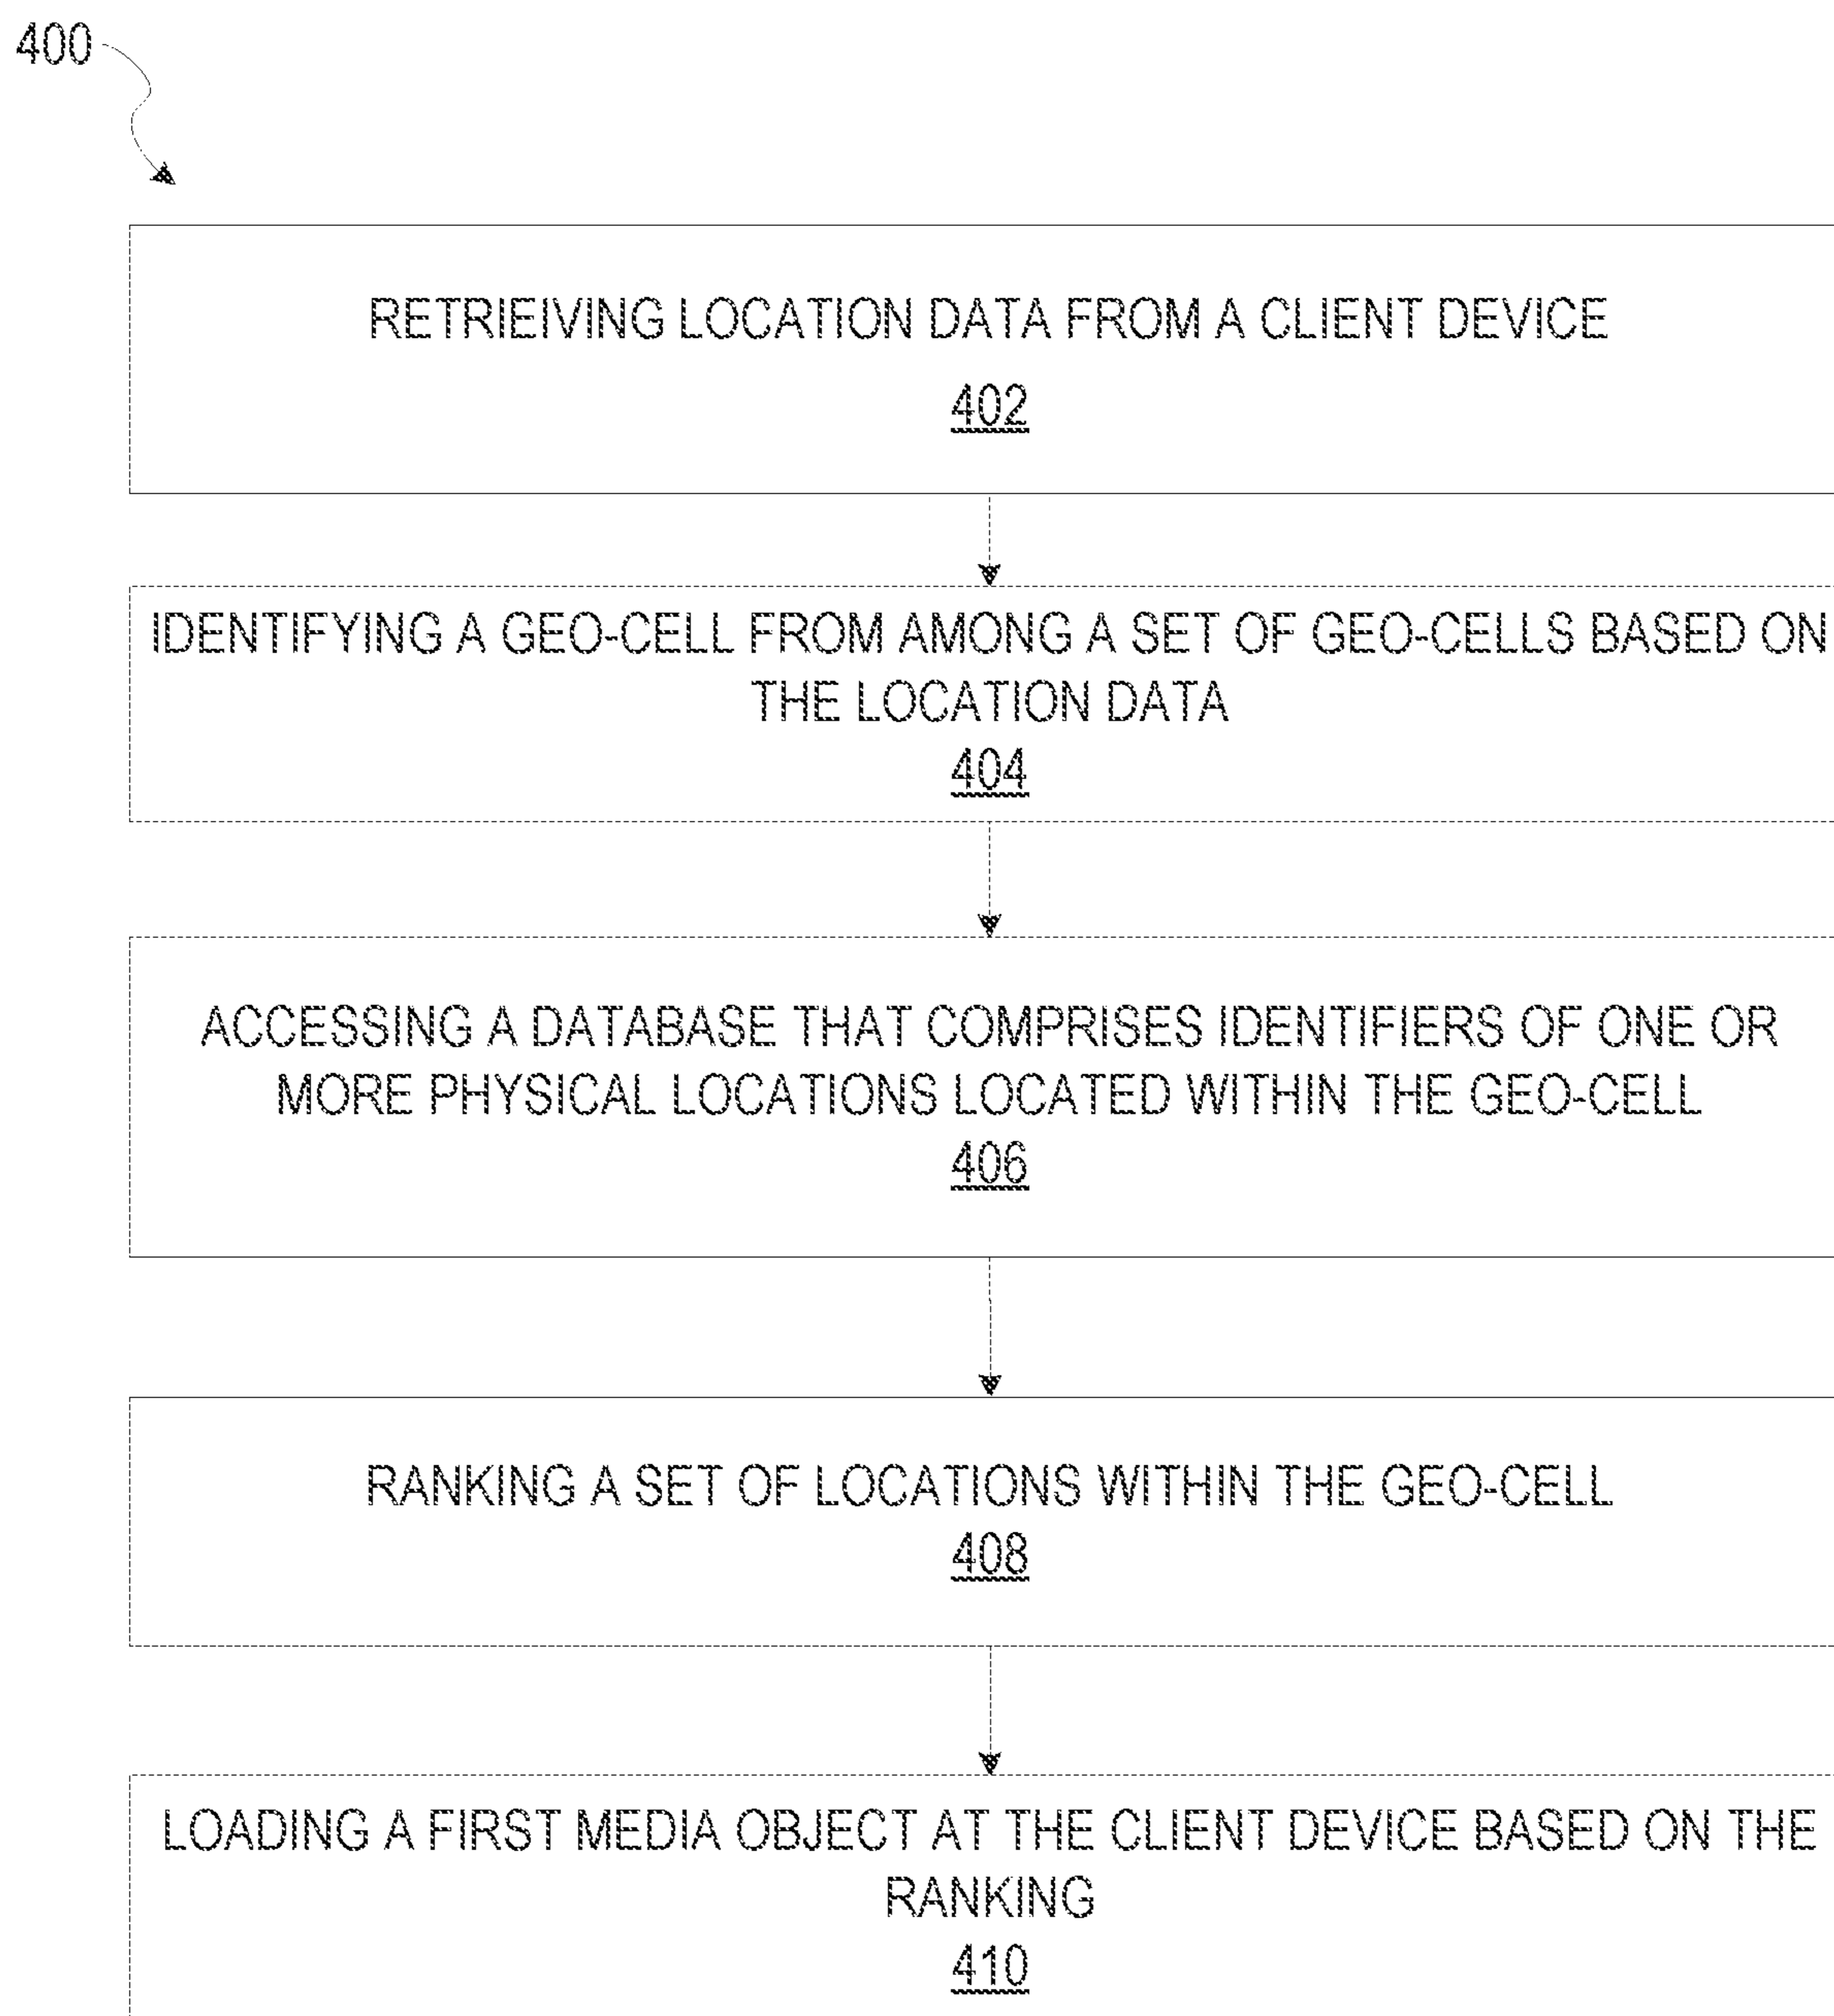 400
RETRIEIVING LOCATION DATA FROM A CLIENT DEVICE
402
IDENTIFYING A GEO-CELL FROM AMONG A SET OF GEO-CELLS BASED ON
THE LOCATION DATA
404
ACCESSING A DATABASE THAT COMPRISES IDENTIFIERS OF ONE OR
MORE PHYSICAL LOCATIONS LOCATED WITHIN THE GEO-CELL
406
RANKING A SET OF LOCATIONS WITHIN THE GEO-CELL
408
LOADING A FIRST MEDIA OBJECT AT THE CLIENT DEVICE BASED ON THE
RANKING
410